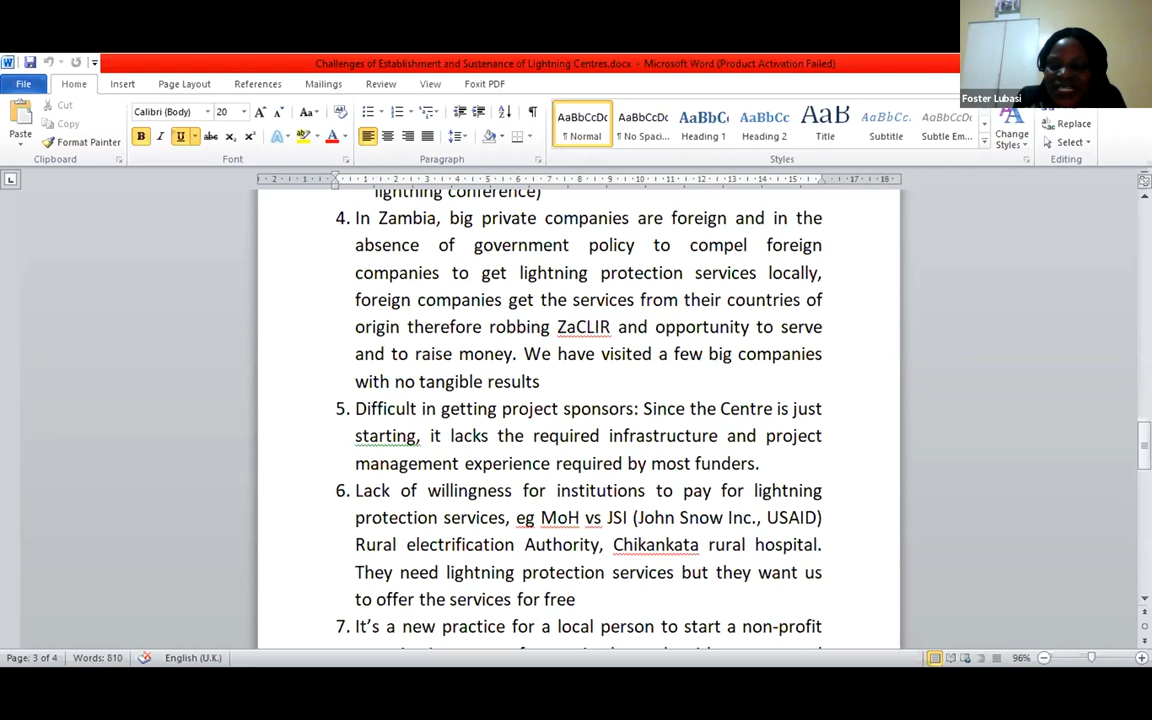 Challenges of Establishment and Sustenance of Lightning Centres.docx - Microsoft Word (Product Activation Failed)
Foster Lubasi
File Home Insert Page Layout References Mailings Review View Foxit PDF
Paste
Cut
Copy
Format Painter
Clipboard
Calibri (Body) 20
Font
Paragraph
AaBbCcDc AaBbCcDc AaBbC AaBbCc AaB AaBbCc. AaBbCcDc
¶ Normal ¶ No Spaci... Heading 1 Heading 2 Title Subtitle Subtle Em...
Styles
Change Styles
Replace
Select
Editing
lightning conference)
4. In Zambia, big private companies are foreign and in the
absence of government policy to compel foreign
companies to get lightning protection services locally,
foreign companies get the services from their countries of
origin therefore robbing ZaCLIR and opportunity to serve
and to raise money. We have visited a few big companies
with no tangible results
5. Difficult in getting project sponsors: Since the Centre is just
starting, it lacks the required infrastructure and project
management experience required by most funders.
6. Lack of willingness for institutions to pay for lightning
protection services, eg MoH vs JSI (John Snow Inc., USAID)
Rural electrification Authority, Chikankata rural hospital.
They need lightning protection services but they want us
to offer the services for free
7. It's a new practice for a local person to start a non-profit
Page: 3 of 4 Words: 810 English (U.K.) 96%